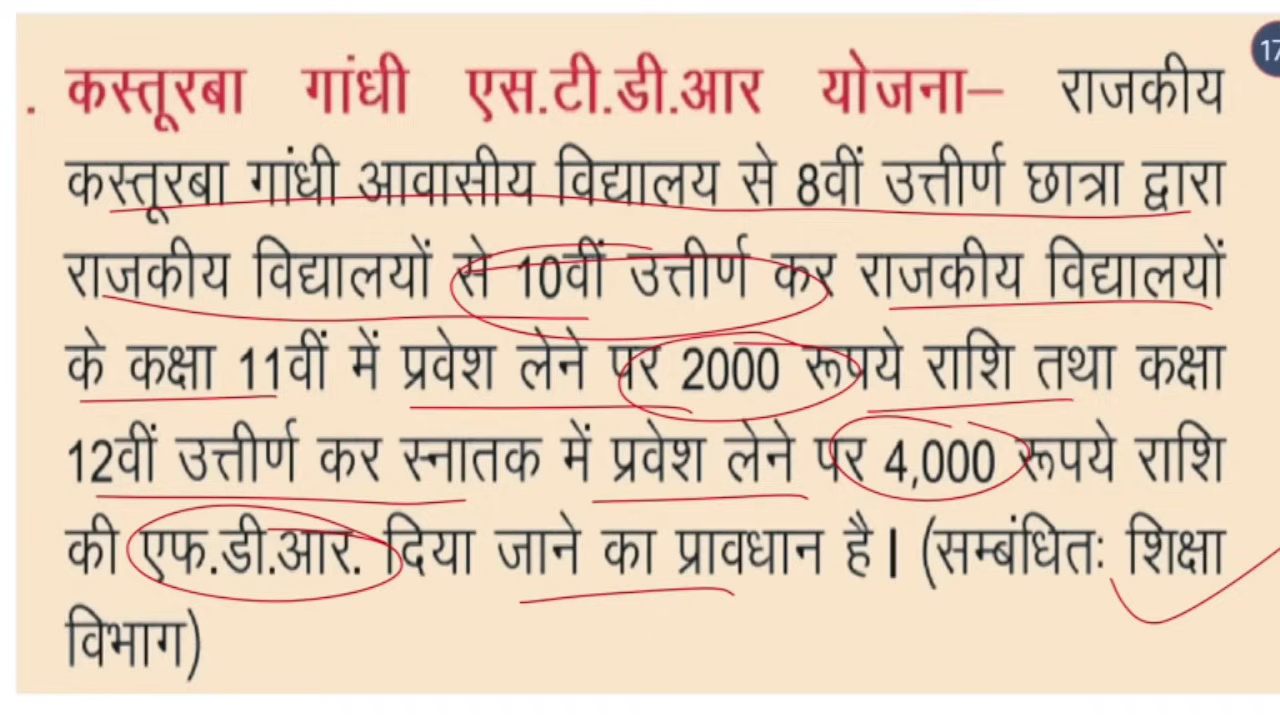 . कस्तूरबा गांधी एस.टी.डी.आर योजना– राजकीय
कस्तूरबा गांधी आवासीय विद्यालय से 8वीं उत्तीर्ण छात्रा द्वारा
राजकीय विद्यालयों से 10वीं उत्तीर्ण कर राजकीय विद्यालयों
के कक्षा 11वीं में प्रवेश लेने पर 2000 रूपये राशि तथा कक्षा
12वीं उत्तीर्ण कर स्नातक में प्रवेश लेने पर 4,000 रूपये राशि
की एफ.डी.आर. दिया जाने का प्रावधान है। (सम्बंधितः शिक्षा
विभाग)
17